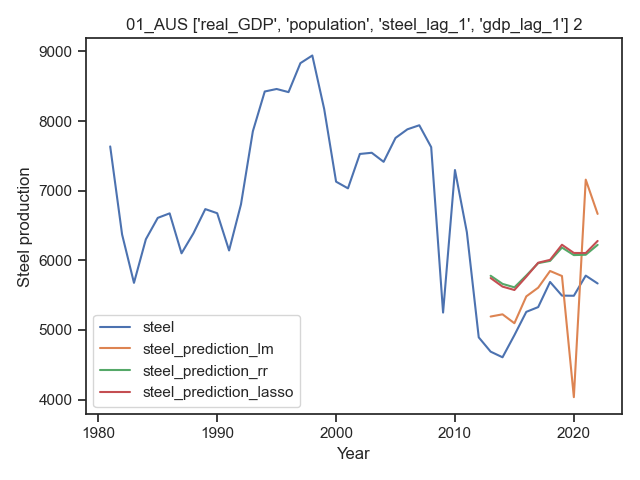 01_AUS ['real_GDP', 'population', 'steel_lag_1', 'gdp_lag_1'] 2
9000
8000
7000
6000
5000
4000
Steel production
steel
steel_prediction_lm
steel_prediction_rr
steel_prediction_lasso
1980 1990 2000 2010 2020
Year